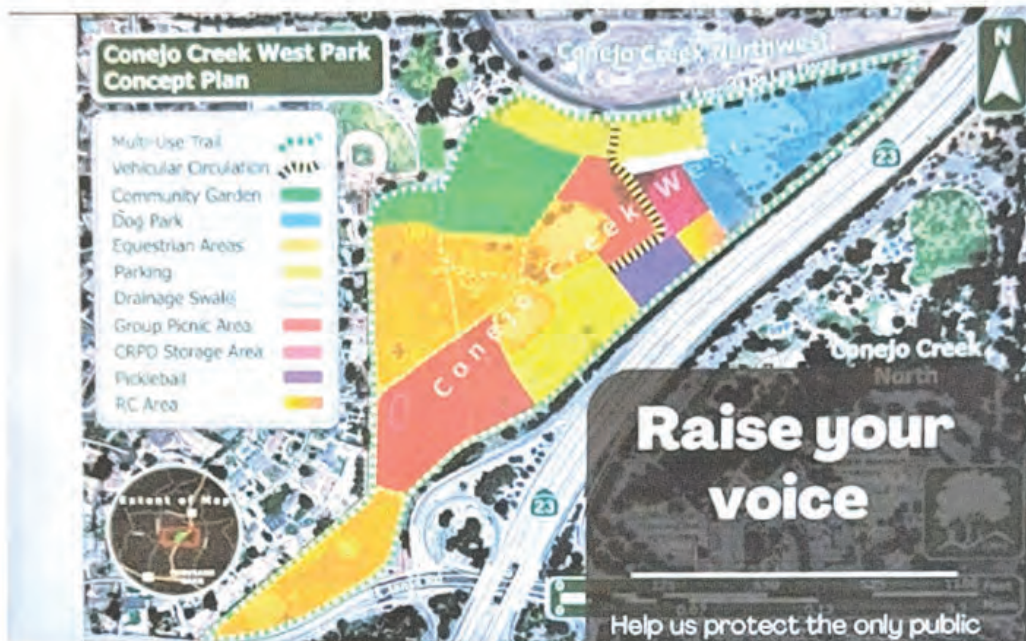 Conejo Creek West Park
Concept Plan
Multi-Use Trail
Vehicular Circulation
Community Garden
Dog Park
Equestrian Areas
Parking
Drainage Swale
Group Picnic Area
CRPD Storage Area
Pickleball
RC Area
Conejo Creek Northwest
N
23
Conejo Creek We
Conejo Creek
North
Extent of Map
23
Raise your
voice
Help us protect the only public